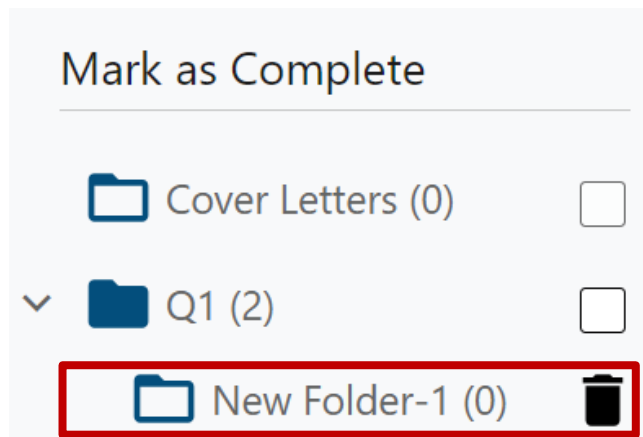 Mark as Complete
Cover Letters (0)
Q1 (2)
New Folder-1 (0)